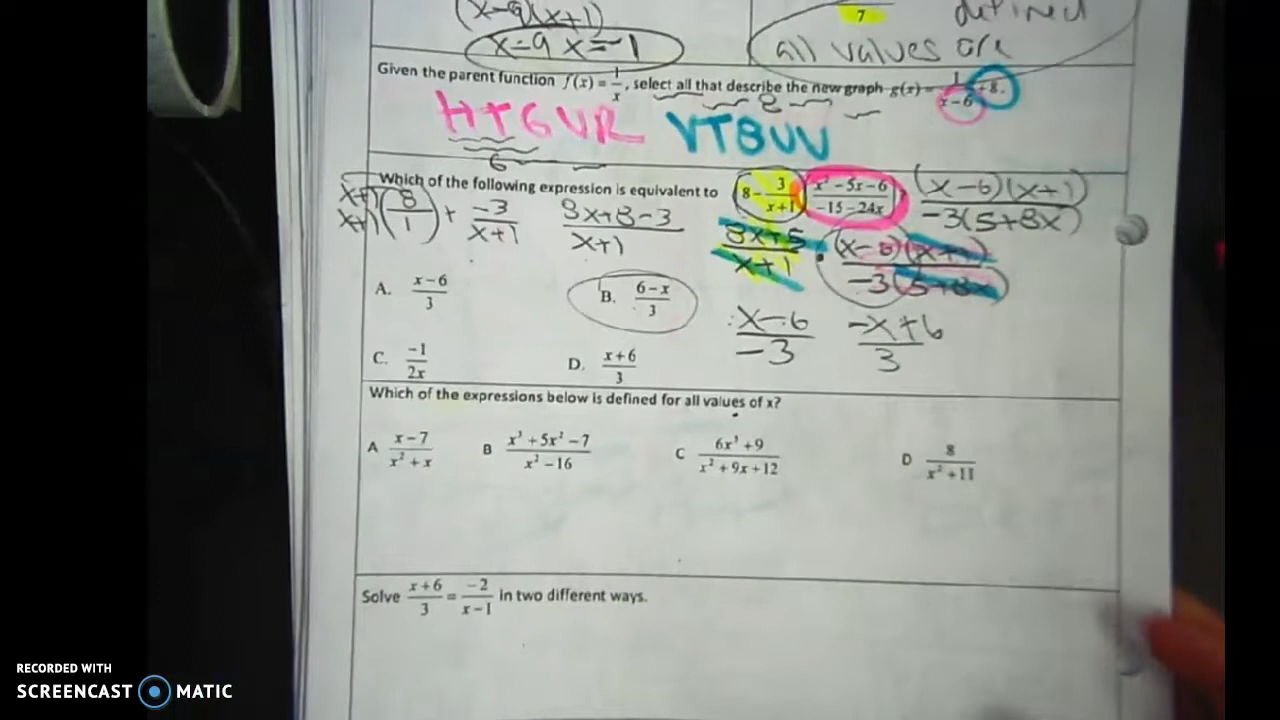 (x-9)(x+1)
x=9 x=-1
7
defined
all values are
Given the parent function f(x) = 1/x, select all that describe the new graph g(x) = 1/(x-6) +8.
8
HT6UR VT8UU
6
Which of the following expression is equivalent to (8 - 3/(x+1)) (x² - 5x - 6)/(-15 - 24x) ?
(x-6)(x+1)/-3(5+8x)
x+1/x+1 (8/1) + -3/x+1
8x+8-3/x+1
8x+5/x+1 · (x-6)(x+1)/-3(5+8x)
A. x-6/3
B. 6-x/3
x-6/-3
-x+6/3
C. -1/2x
D. x+6/3
Which of the expressions below is defined for all values of x?
A x-7/x²+x
B x³+5x²-7/x²-16
C 6x³+9/x²+9x+12
D 8/x²+11
Solve x+6/3 = -2/x-1 in two different ways.
RECORDED WITH
SCREENCAST MATIC